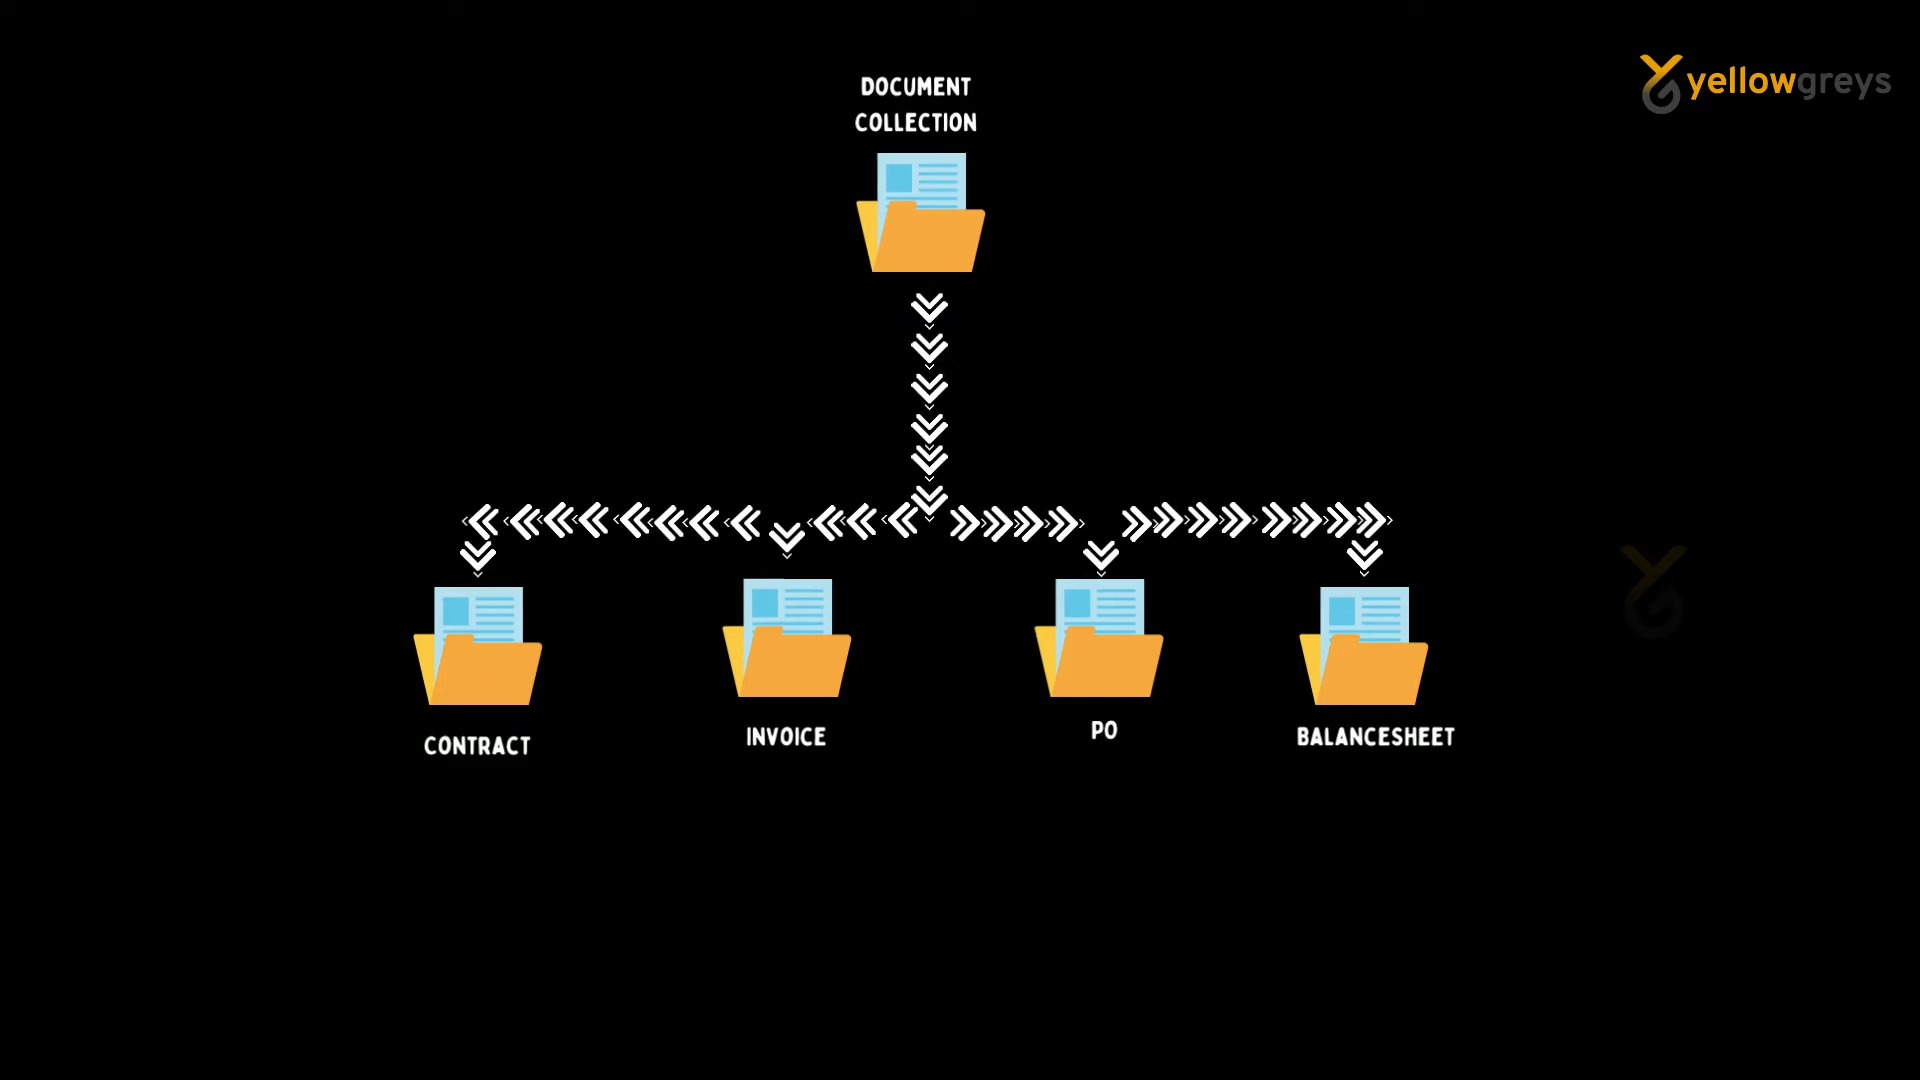 DOCUMENT
COLLECTION
yellowgreys
CONTRACT
INVOICE
PO
BALANCESHEET